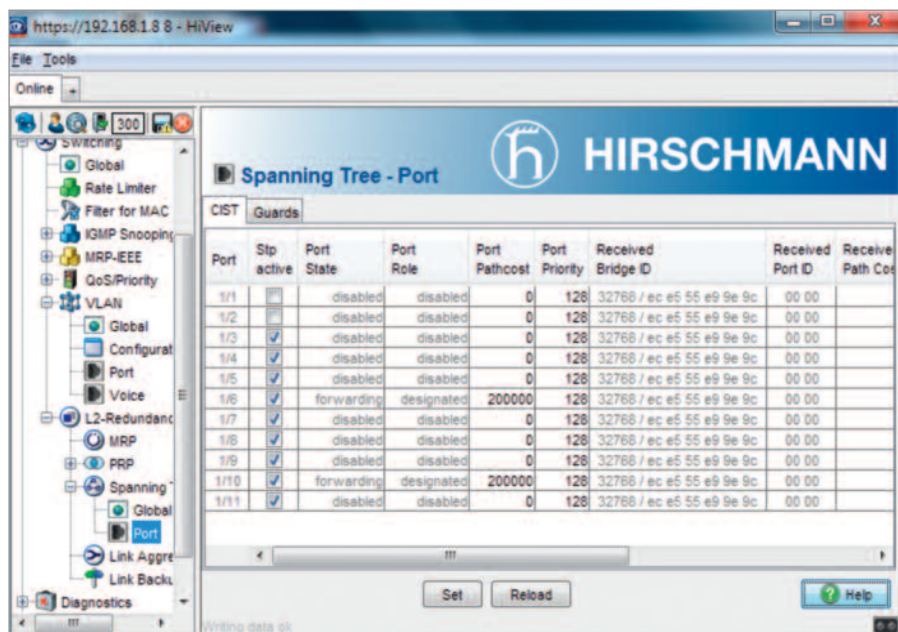 https://192.168.1.8 8 - HiView
File Tools
Online +
300
Switching
Global
Rate Limiter
Filter for MAC
IGMP Snooping
MRP-IEEE
QoS/Priority
VLAN
Global
Configurat
Port
Voice
L2-Redundanc
MRP
PRP
Spanning T
Global
Port
Link Aggre
Link Backu
Diagnostics
HIRSCHMANN
Spanning Tree - Port
CIST Guards
Port Stp active Port State Port Role Port Pathcost Port Priority Received Bridge ID Received Port ID Receive Path Cos
1/1 disabled disabled 0 128 32768 / ec e5 55 e9 9e 9c 00 00
1/2 disabled disabled 0 128 32768 / ec e5 55 e9 9e 9c 00 00
1/3 disabled disabled 0 128 32768 / ec e5 55 e9 9e 9c 00 00
1/4 disabled disabled 0 128 32768 / ec e5 55 e9 9e 9c 00 00
1/5 disabled disabled 0 128 32768 / ec e5 55 e9 9e 9c 00 00
1/6 forwarding designated 200000 128 32768 / ec e5 55 e9 9e 9c 00 00
1/7 disabled disabled 0 128 32768 / ec e5 55 e9 9e 9c 00 00
1/8 disabled disabled 0 128 32768 / ec e5 55 e9 9e 9c 00 00
1/9 disabled disabled 0 128 32768 / ec e5 55 e9 9e 9c 00 00
1/10 forwarding designated 200000 128 32768 / ec e5 55 e9 9e 9c 00 00
1/11 disabled disabled 0 128 32768 / ec e5 55 e9 9e 9c 00 00
Set Reload Help
Writing data ok